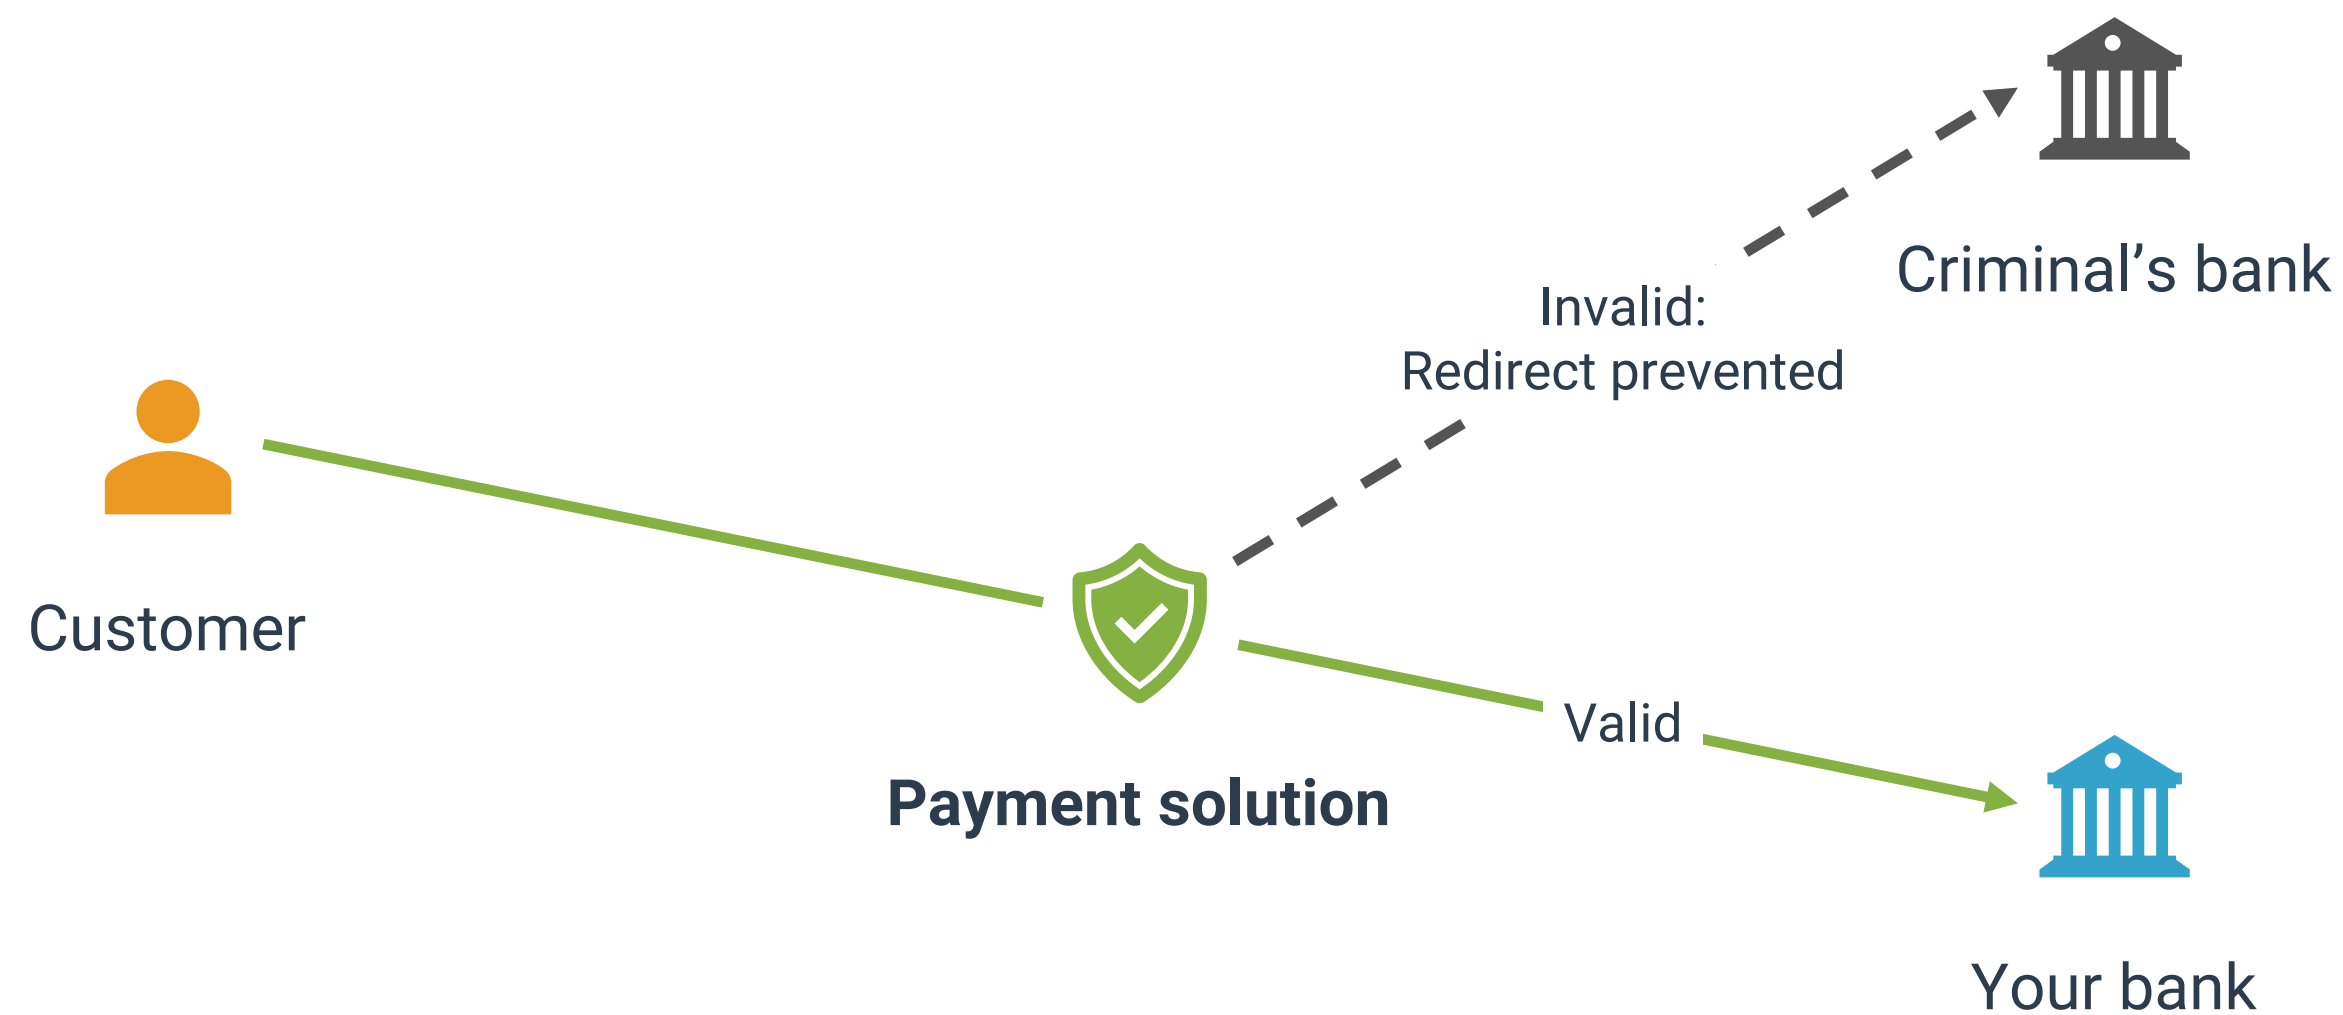 Criminal’s bank
Invalid:
Redirect prevented
Customer
Valid
Payment solution
Your bank